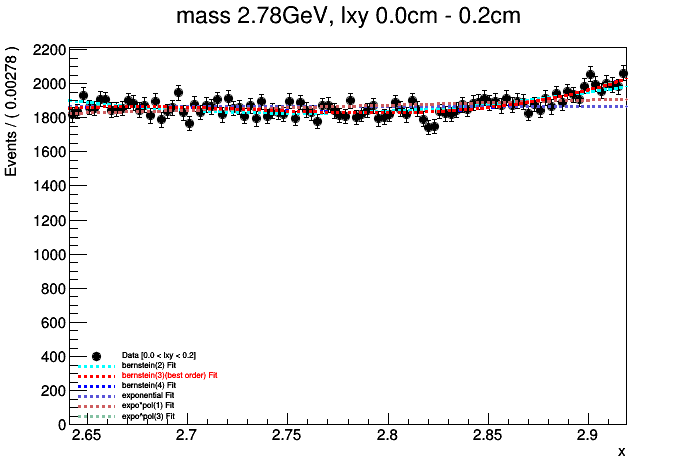 mass 2.78GeV, lxy 0.0cm - 0.2cm
Events / ( 0.00278 )
2200
2000
1800
1600
1400
1200
1000
800
600
400
200
0
Data [0.0 < lxy < 0.2]
bernstein(2) Fit
bernstein(3)(best order) Fit
bernstein(4) Fit
exponential Fit
expo*pol(1) Fit
expo*pol(3) Fit
2.65 2.7 2.75 2.8 2.85 2.9
x